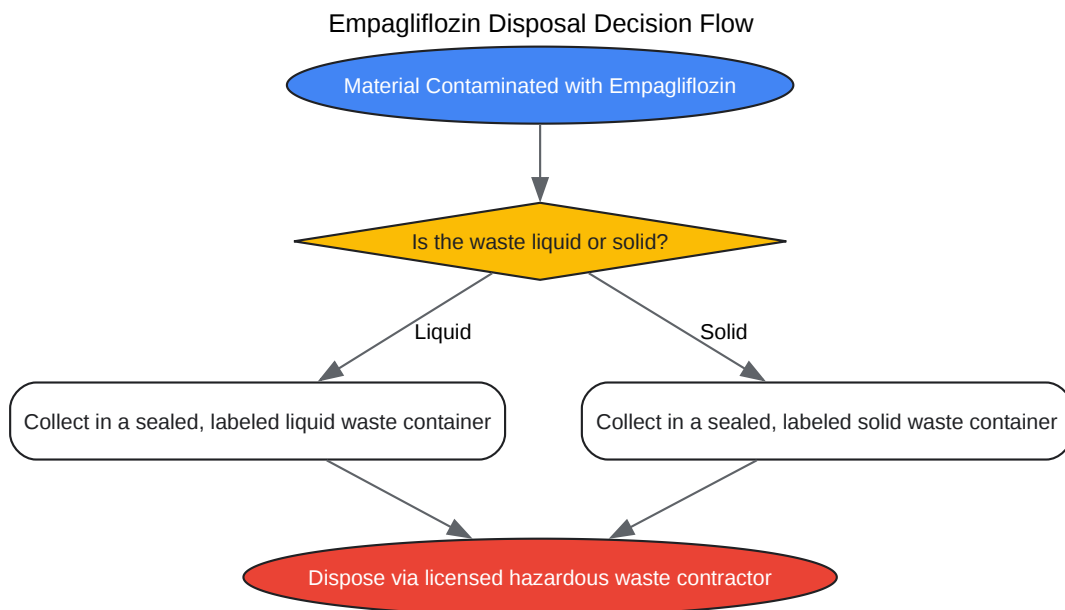 Empagliflozin Disposal Decision Flow
Material Contaminated with Empagliflozin
Is the waste liquid or solid?
Liquid
Solid
Collect in a sealed, labeled liquid waste container
Collect in a sealed, labeled solid waste container
Dispose via licensed hazardous waste contractor